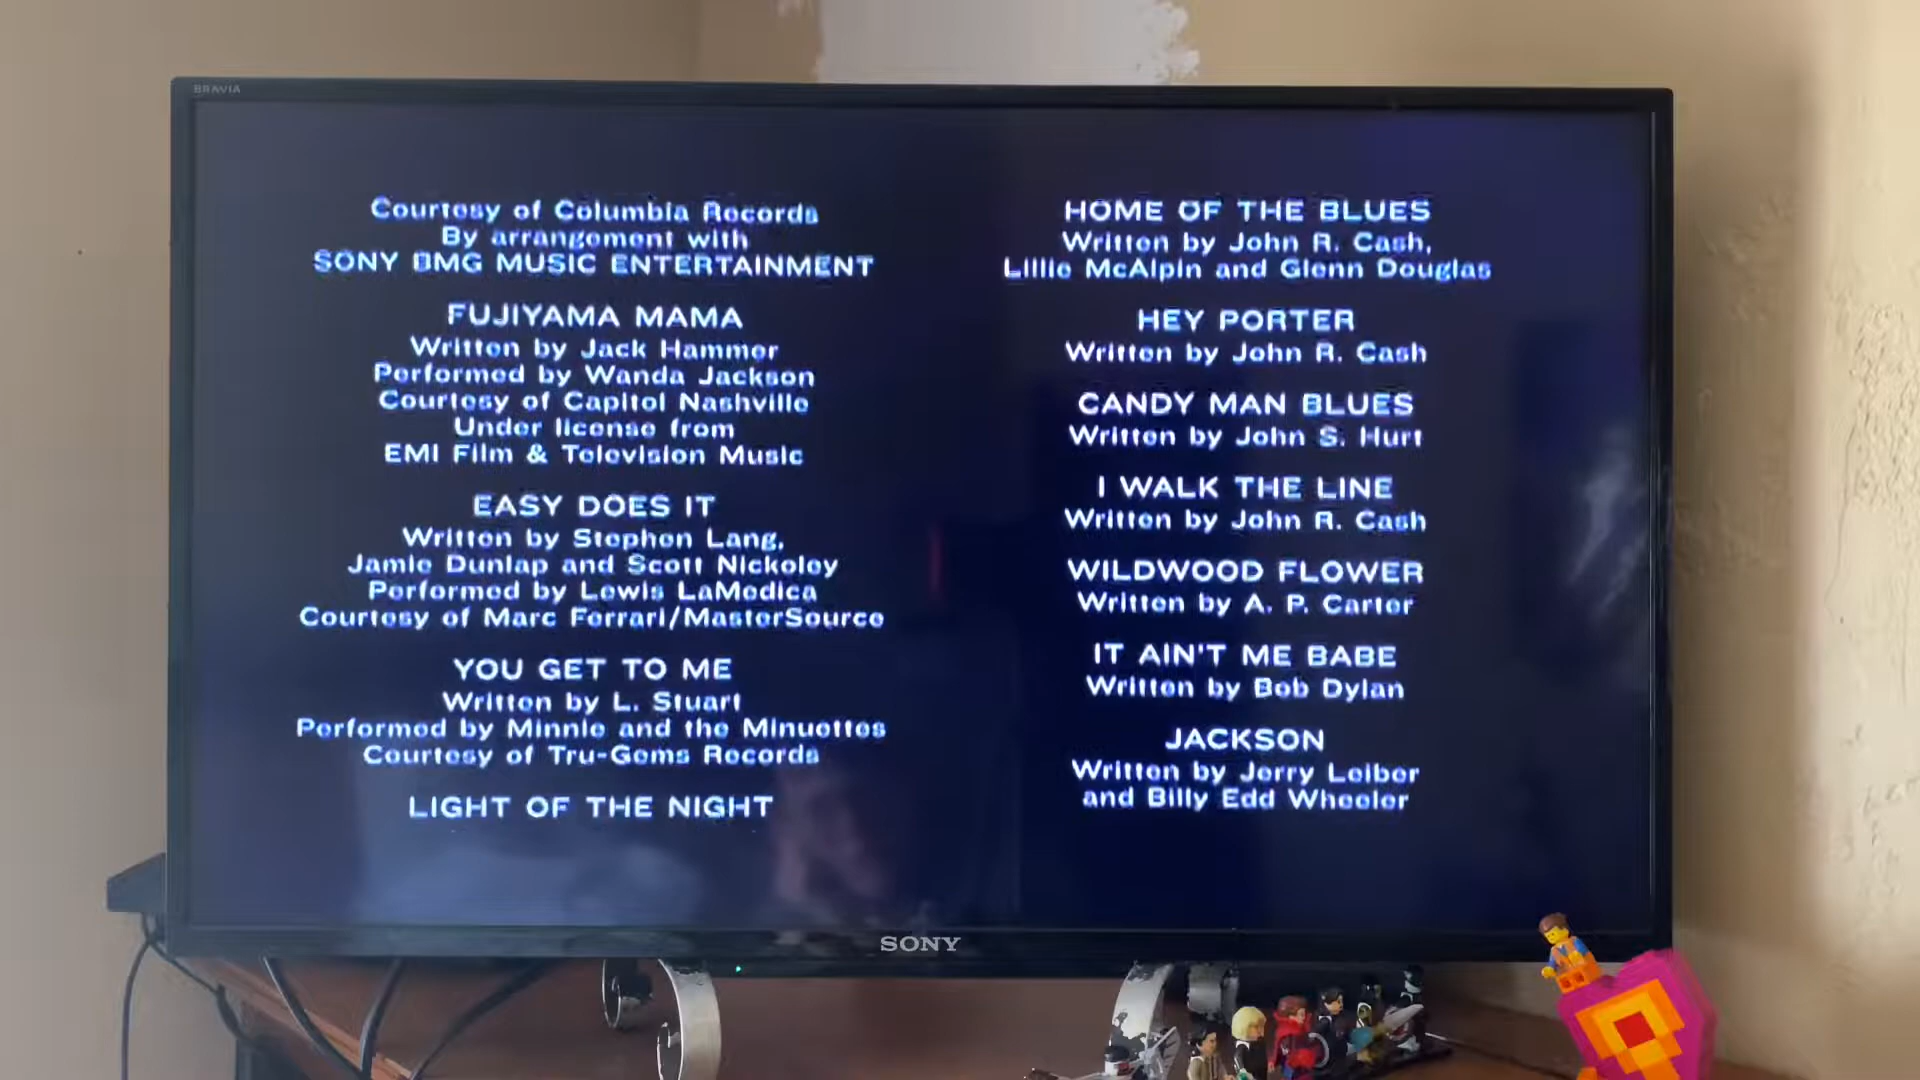 BRAVIA
Courtesy of Columbia Records
By arrangement with
SONY BMG MUSIC ENTERTAINMENT
FUJIYAMA MAMA
Written by Jack Hammer
Performed by Wanda Jackson
Courtesy of Capitol Nashville
Under license from
EMI Film & Television Music
EASY DOES IT
Written by Stephen Lang,
Jamie Dunlap and Scott Nickoley
Performed by Lewis LaMedica
Courtesy of Marc Ferrari/MasterSource
YOU GET TO ME
Written by L. Stuart
Performed by Minnie and the Minuettes
Courtesy of Tru-Gems Records
LIGHT OF THE NIGHT
HOME OF THE BLUES
Written by John R. Cash,
Lillie McAlpin and Glenn Douglas
HEY PORTER
Written by John R. Cash
CANDY MAN BLUES
Written by John S. Hurt
I WALK THE LINE
Written by John R. Cash
WILDWOOD FLOWER
Written by A. P. Carter
IT AIN'T ME BABE
Written by Bob Dylan
JACKSON
Written by Jerry Leiber
and Billy Edd Wheeler
SONY